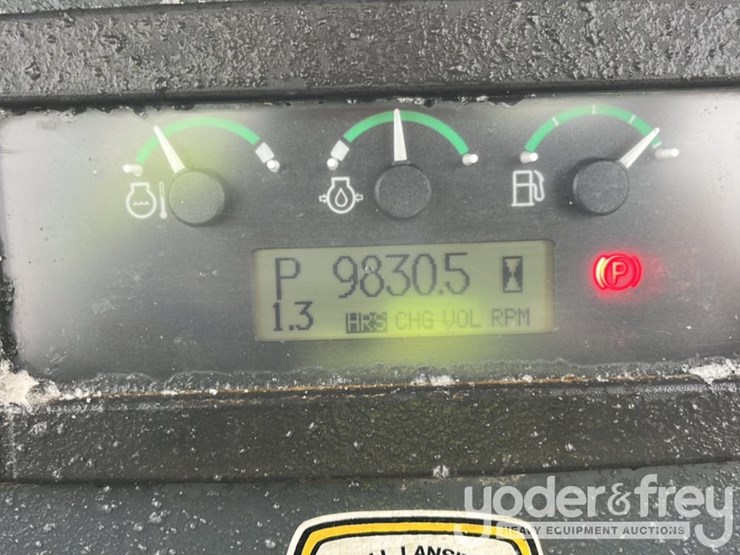 P 9830.5
1.3 HRS CHG VOL RPM
P
yoder&frey
HEAVY EQUIPMENT AUCTIONS